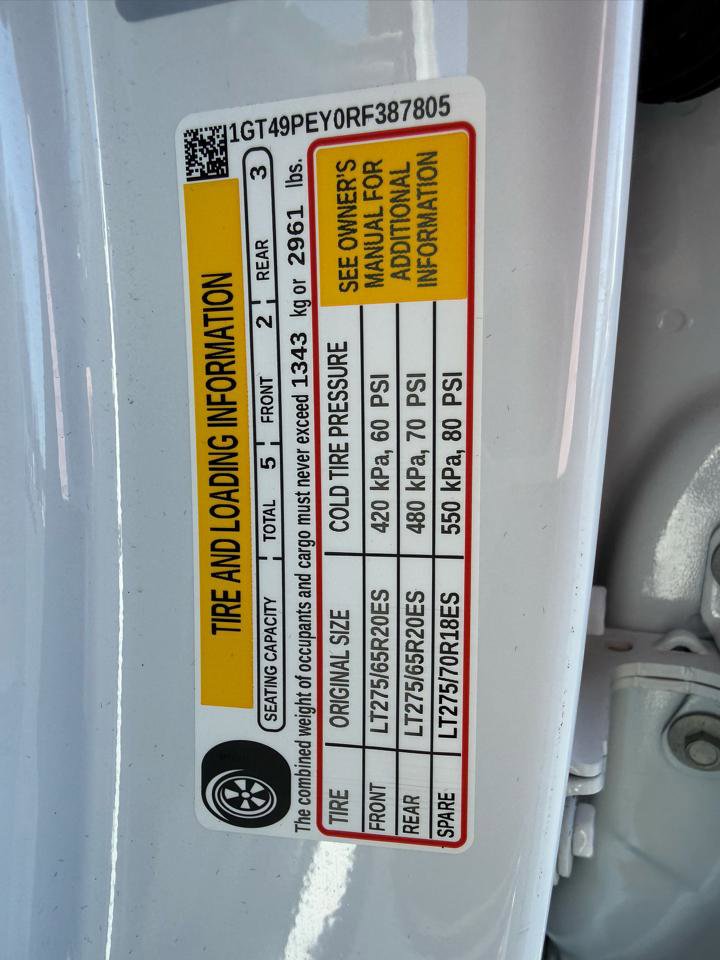 1GT49PEY0RF387805
TIRE AND LOADING INFORMATION
SEATING CAPACITY TOTAL 5 FRONT 2 REAR 3
The combined weight of occupants and cargo must never exceed 1343 kg or 2961 lbs.
TIRE ORIGINAL SIZE COLD TIRE PRESSURE
FRONT LT275/65R20ES 420 kPa, 60 PSI
REAR LT275/65R20ES 480 kPa, 70 PSI
SPARE LT275/70R18ES 550 kPa, 80 PSI
SEE OWNER'S
MANUAL FOR
ADDITIONAL
INFORMATION